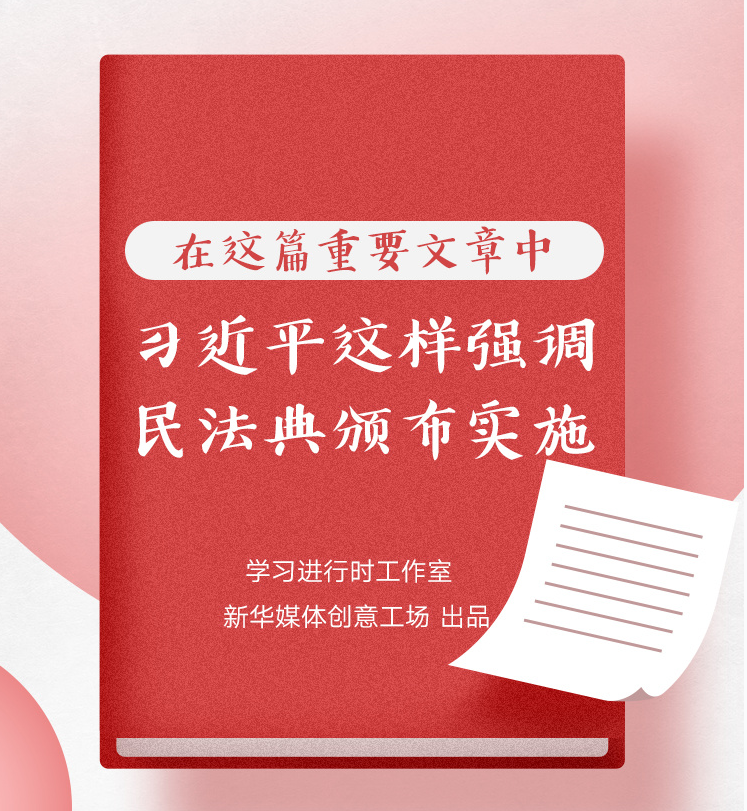 在这篇重要文章中
习近平这样强调
民法典颁布实施
学习进行时工作室
新华媒体创意工场 出品